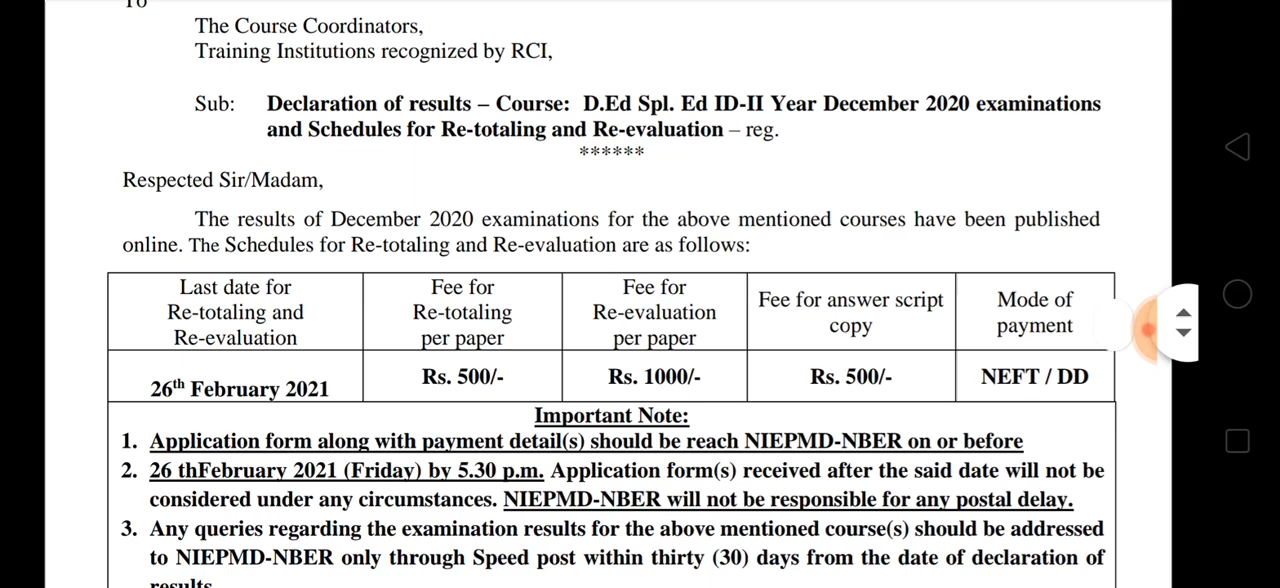 To
The Course Coordinators,
Training Institutions recognized by RCI,
Sub: Declaration of results – Course: D.Ed Spl. Ed ID-II Year December 2020 examinations
and Schedules for Re-totaling and Re-evaluation – reg.
******
Respected Sir/Madam,
The results of December 2020 examinations for the above mentioned courses have been published
online. The Schedules for Re-totaling and Re-evaluation are as follows:
Last date for
Re-totaling and
Re-evaluation
Fee for
Re-totaling
per paper
Fee for
Re-evaluation
per paper
Fee for answer script
copy
Mode of
payment
26th February 2021
Rs. 500/-
Rs. 1000/-
Rs. 500/-
NEFT / DD
Important Note:
1. Application form along with payment detail(s) should be reach NIEPMD-NBER on or before
2. 26 thFebruary 2021 (Friday) by 5.30 p.m. Application form(s) received after the said date will not be
considered under any circumstances. NIEPMD-NBER will not be responsible for any postal delay.
3. Any queries regarding the examination results for the above mentioned course(s) should be addressed
to NIEPMD-NBER only through Speed post within thirty (30) days from the date of declaration of
results